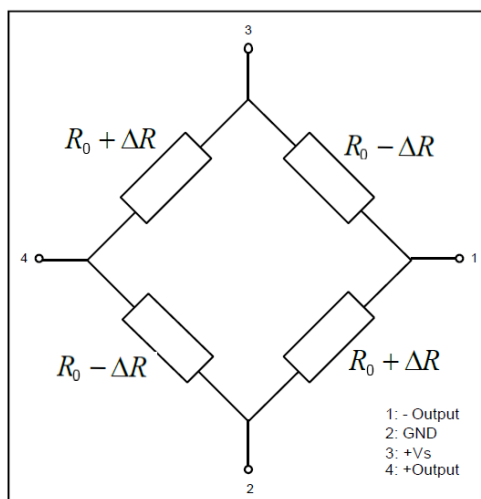 3
R₀ + ΔR
R₀ − ΔR
4
1
R₀ − ΔR
R₀ + ΔR
1: - Output
2: GND
3: +Vs
4: +Output
2